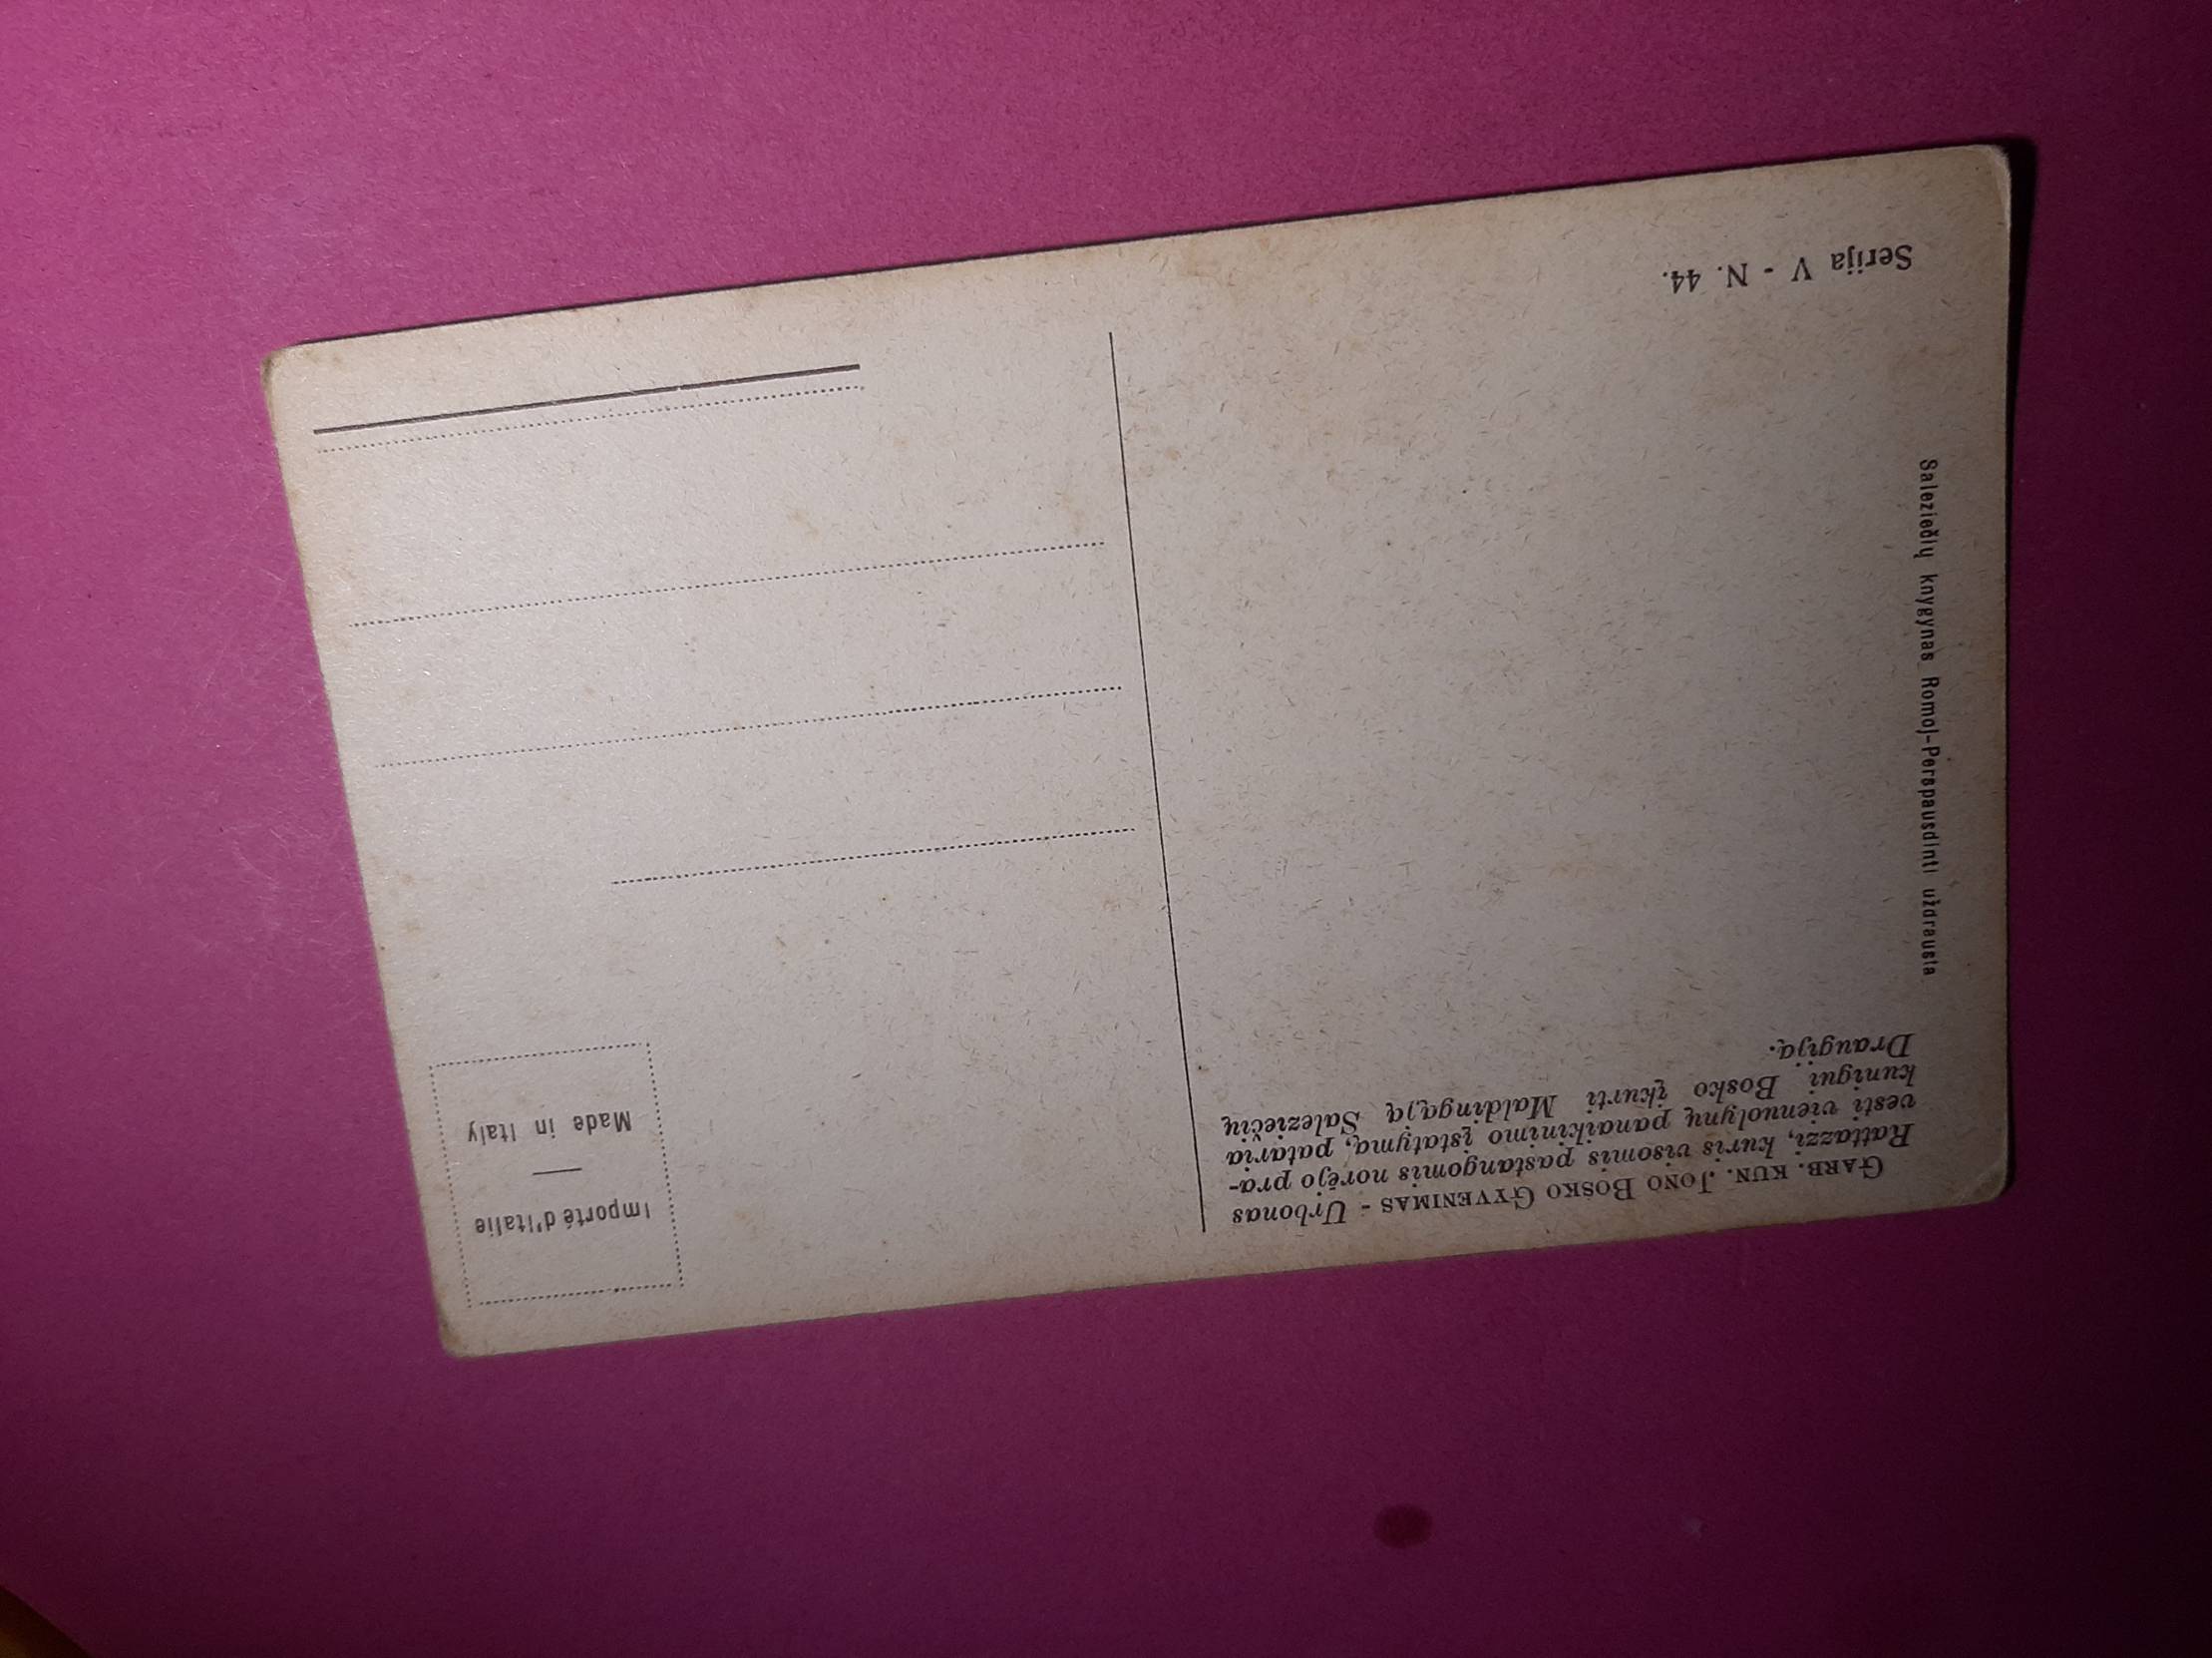 GARB. KUN. JONO BOSKO GYVENIMAS - Urbonas
Rattazzi, kuris visomis pastangomis norėjo pra-
vesti vienuolynų panaikinimo įstatymą, pataria
kunigui Bosko įkurti Maldingąją Saleziečių
Draugiją.
Importé d'Italie
Made in Italy
Saleziečių knygynas Romoj-Perspausdinti uždrausta
Serija V - N. 44.